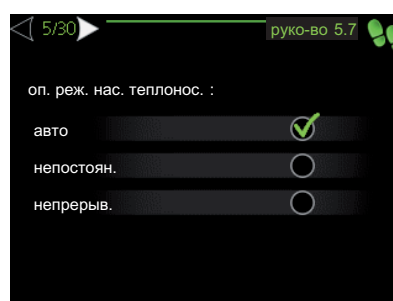 5/30 руко-во 5.7
оп. реж. нас. теплонос. :
авто
непостоян.
непрерыв.